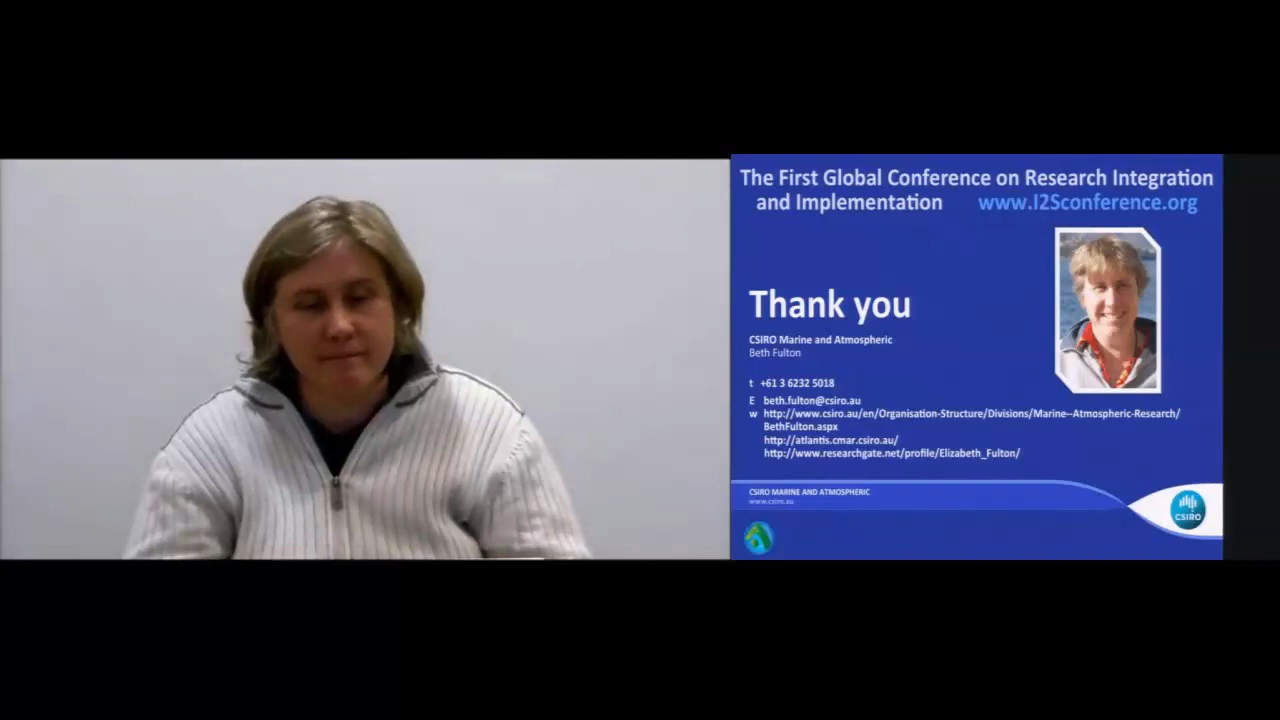 The First Global Conference on Research Integration
and Implementation www.I2Sconference.org
Thank you
CSIRO Marine and Atmospheric
Beth Fulton
t +61 3 6232 5018
E beth.fulton@csiro.au
w http://www.csiro.au/en/Organisation-Structure/Divisions/Marine--Atmospheric-Research/
BethFulton.aspx
http://atlantis.cmar.csiro.au/
http://www.researchgate.net/profile/Elizabeth_Fulton/
CSIRO MARINE AND ATMOSPHERIC
www.csiro.au
CSIRO